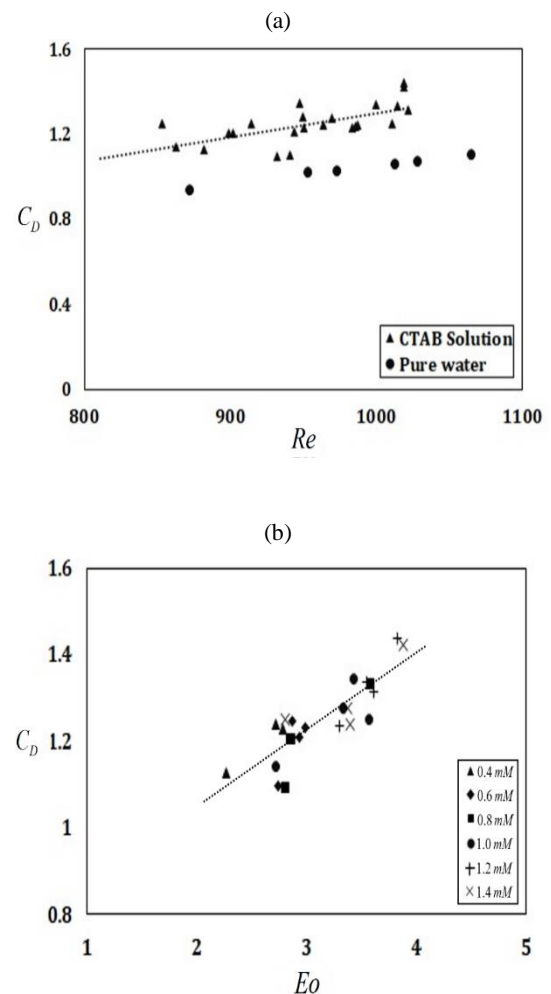 (a)
1.6
1.2
C_D 0.8
0.4
0
800 900 1000 1100
Re
▲ CTAB Solution
● Pure water
(b)
1.6
1.4
C_D 1.2
1
0.8
1 2 3 4 5
Eo
▲ 0.4 mM
◆ 0.6 mM
■ 0.8 mM
● 1.0 mM
+ 1.2 mM
× 1.4 mM